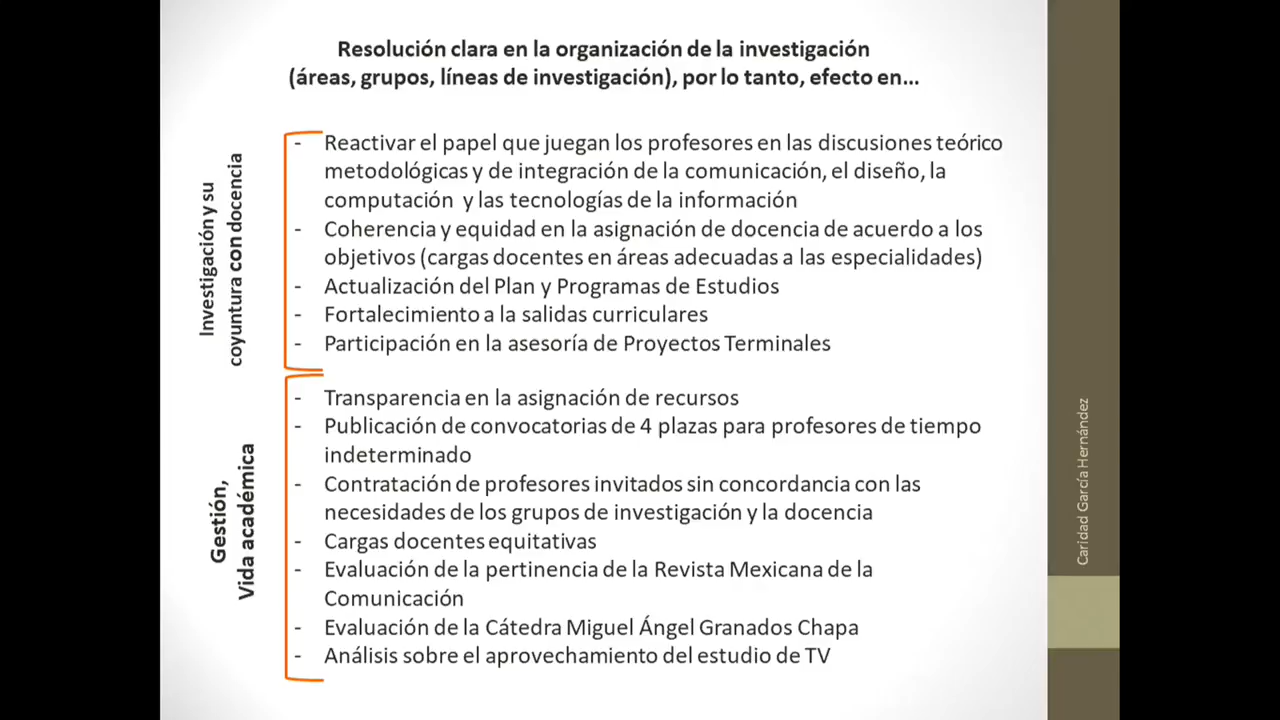 Resolución clara en la organización de la investigación
(áreas, grupos, líneas de investigación), por lo tanto, efecto en...
Investigación y su
coyuntura con docencia
- Reactivar el papel que juegan los profesores en las discusiones teórico
metodológicas y de integración de la comunicación, el diseño, la
computación y las tecnologías de la información
- Coherencia y equidad en la asignación de docencia de acuerdo a los
objetivos (cargas docentes en áreas adecuadas a las especialidades)
- Actualización del Plan y Programas de Estudios
- Fortalecimiento a la salidas curriculares
- Participación en la asesoría de Proyectos Terminales
Gestión,
Vida académica
- Transparencia en la asignación de recursos
- Publicación de convocatorias de 4 plazas para profesores de tiempo
indeterminado
- Contratación de profesores invitados sin concordancia con las
necesidades de los grupos de investigación y la docencia
- Cargas docentes equitativas
- Evaluación de la pertinencia de la Revista Mexicana de la
Comunicación
- Evaluación de la Cátedra Miguel Ángel Granados Chapa
- Análisis sobre el aprovechamiento del estudio de TV
Caridad García Hernández